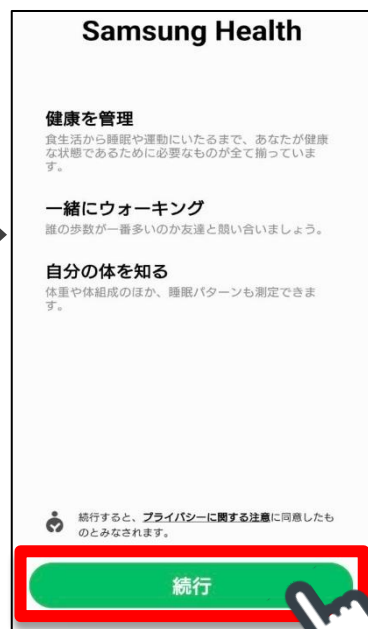 Samsung Health
健康を管理
食生活から睡眠や運動にいたるまで、あなたが健康
な状態であるために必要なものが全て揃っていま
す。
一緒にウォーキング
誰の歩数が一番多いのか友達と競い合いましょう。
自分の体を知る
体重や体組成のほか、睡眠パターンも測定できま
す。
続行すると、プライバシーに関する注意に同意したも
のとみなされます。
続行